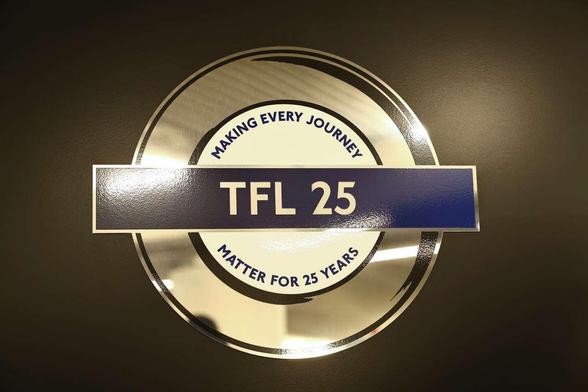 MAKING EVERY JOURNEY
TFL 25
MATTER FOR 25 YEARS